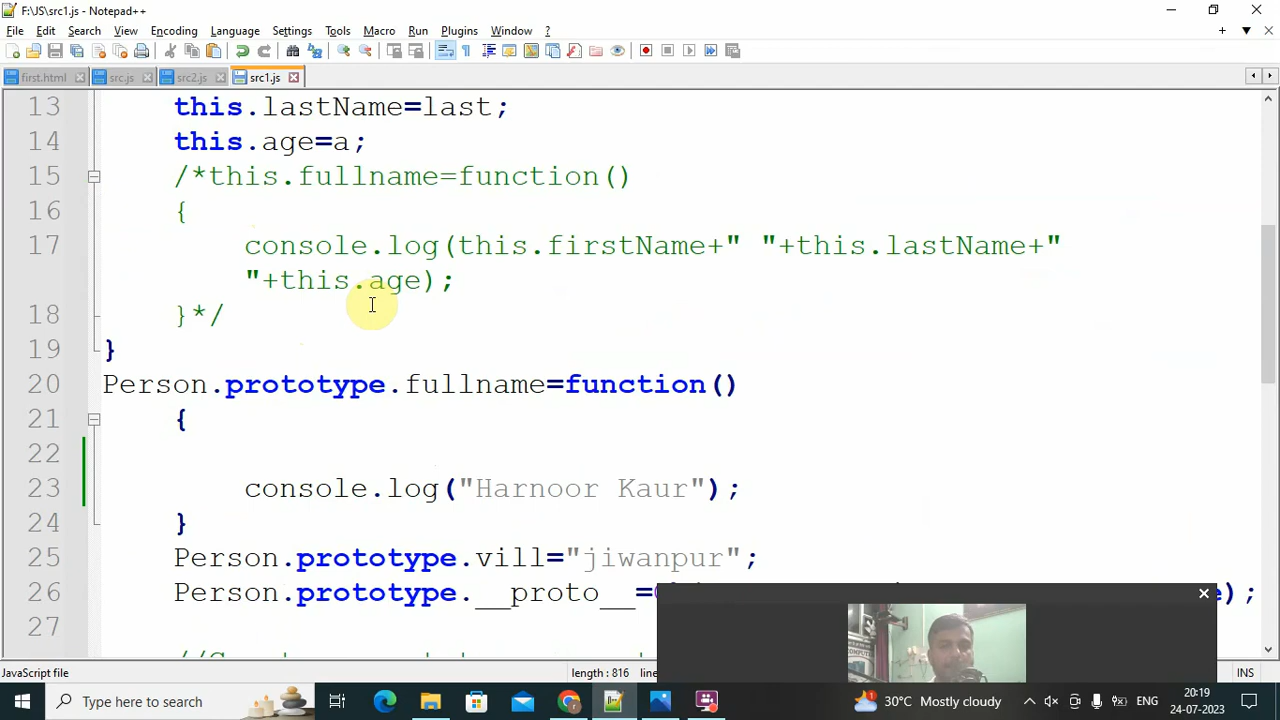 F:\JS\src1.js - Notepad++
File Edit Search View Encoding Language Settings Tools Macro Run Plugins Window ?
first.html src.js src2.js src1.js
13 this.lastName=last;
14 this.age=a;
15 /*this.fullname=function()
16 {
17 console.log(this.firstName+" "+this.lastName+"
"+this.age);
18 }*/
19 }
20 Person.prototype.fullname=function()
21 {
22
23 console.log("Harnoor Kaur");
24 }
25 Person.prototype.vill="jiwanpur";
26 Person.prototype.__proto__=
27
JavaScript file length : 816 INS
Type here to search 30°C Mostly cloudy ENG 20:19
24-07-2023